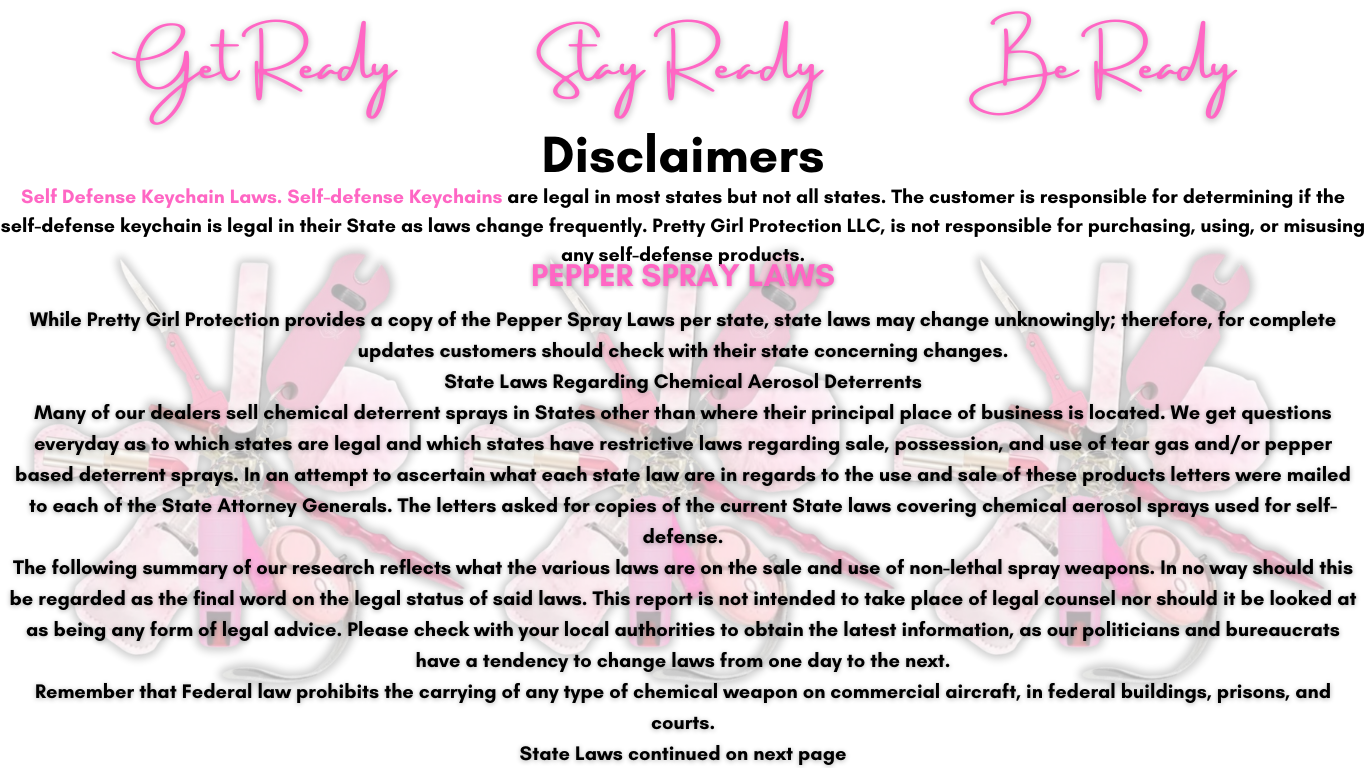 Get Ready Stay Ready Be Ready
Disclaimers
Self Defense Keychain Laws. Self-defense Keychains are legal in most states but not all states. The customer is responsible for determining if the
self-defense keychain is legal in their State as laws change frequently. Pretty Girl Protection LLC, is not responsible for purchasing, using, or misusing
any self-defense products.
PEPPER SPRAY LAWS
While Pretty Girl Protection provides a copy of the Pepper Spray Laws per state, state laws may change unknowingly; therefore, for complete
updates customers should check with their state concerning changes.
State Laws Regarding Chemical Aerosol Deterrents
Many of our dealers sell chemical deterrent sprays in States other than where their principal place of business is located. We get questions
everyday as to which states are legal and which states have restrictive laws regarding sale, possession, and use of tear gas and/or pepper
based deterrent sprays. In an attempt to ascertain what each state law are in regards to the use and sale of these products letters were mailed
to each of the State Attorney Generals. The letters asked for copies of the current State laws covering chemical aerosol sprays used for self-
defense.
The following summary of our research reflects what the various laws are on the sale and use of non-lethal spray weapons. In no way should this
be regarded as the final word on the legal status of said laws. This report is not intended to take place of legal counsel nor should it be looked at
as being any form of legal advice. Please check with your local authorities to obtain the latest information, as our politicians and bureaucrats
have a tendency to change laws from one day to the next.
Remember that Federal law prohibits the carrying of any type of chemical weapon on commercial aircraft, in federal buildings, prisons, and
courts.
State Laws continued on next page